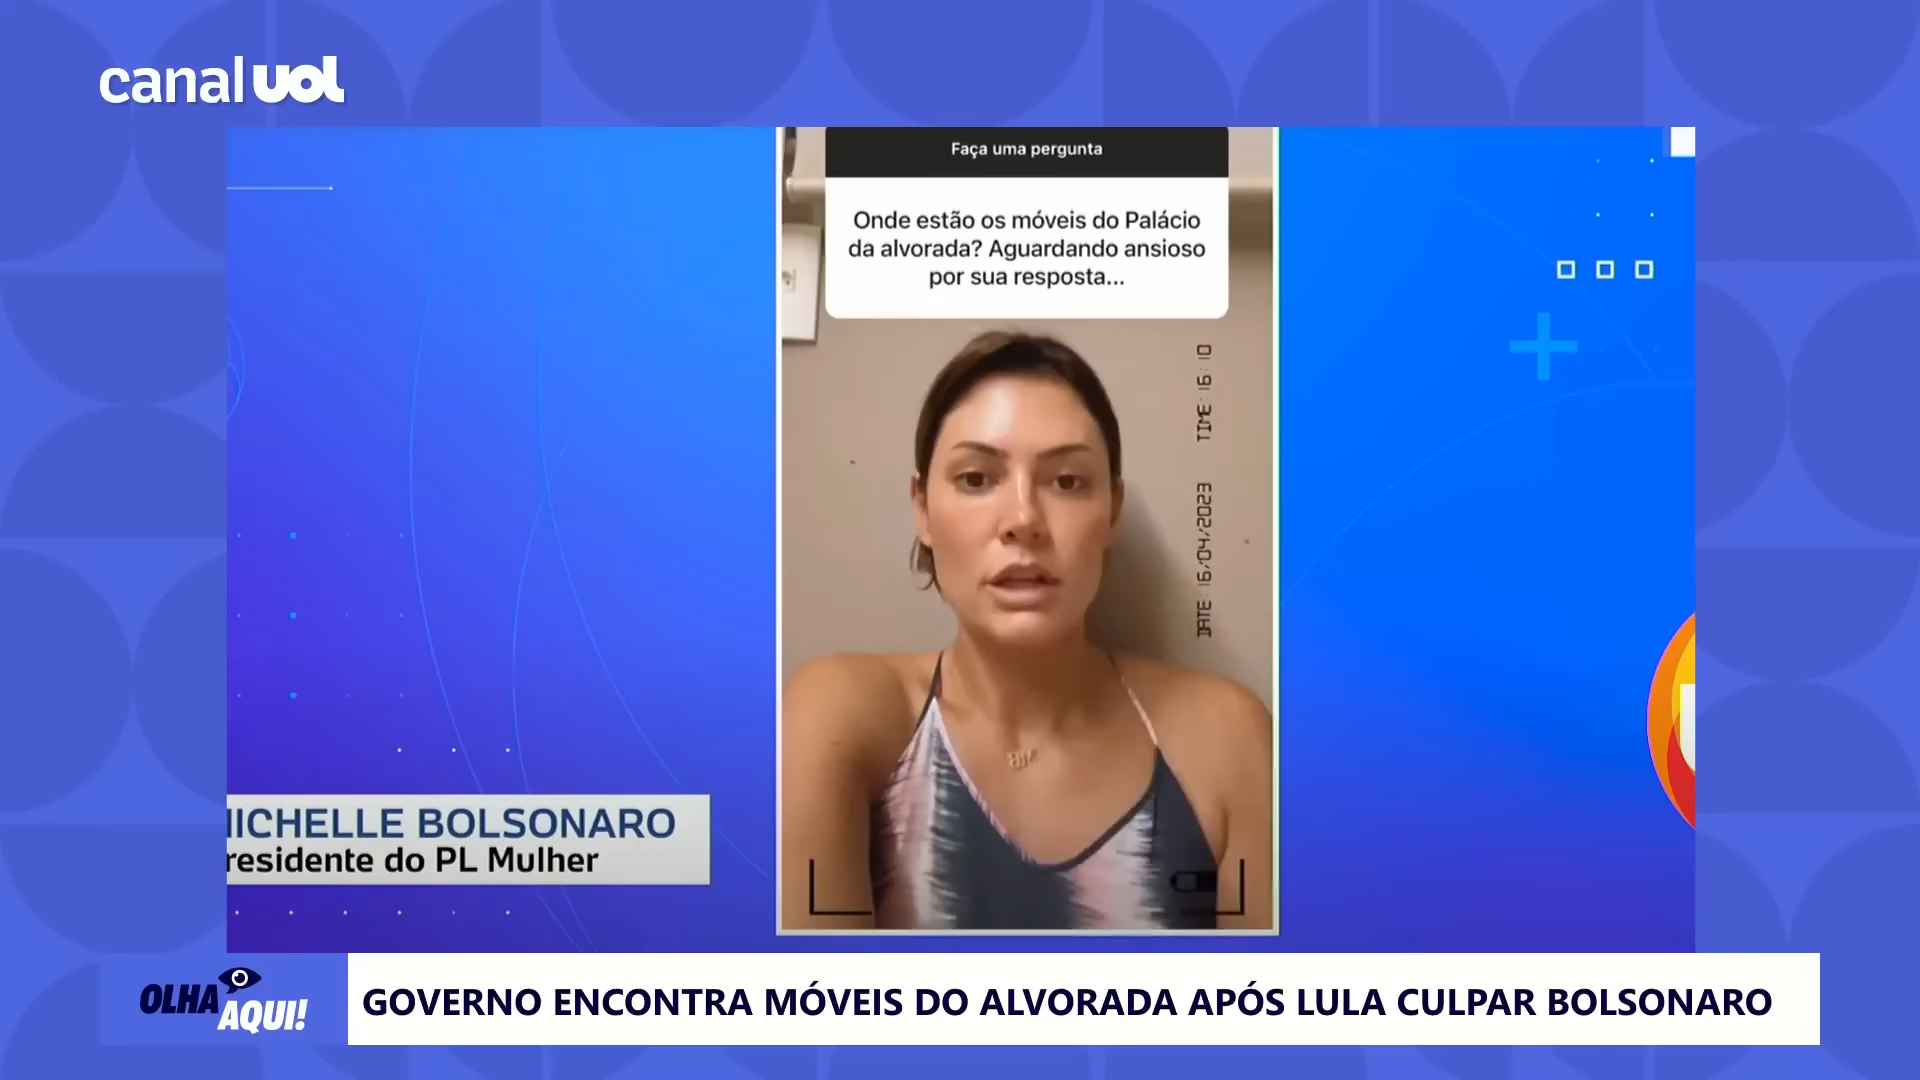 canal uol
Faça uma pergunta
Onde estão os móveis do Palácio
da alvorada? Aguardando ansioso
por sua resposta...
DATE: 16/04/2023 TIME: 16:10
ICHELLE BOLSONARO
residente do PL Mulher
OLHA
AQUI!
GOVERNO ENCONTRA MÓVEIS DO ALVORADA APÓS LULA CULPAR BOLSONARO